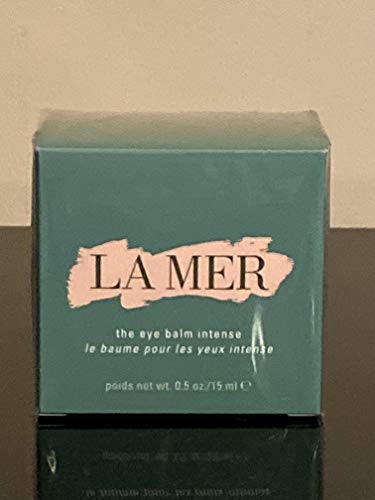 LA MER
the eye balm intense
le baume pour les yeux intense
poids net wt. 0.5 oz./15 ml ℮